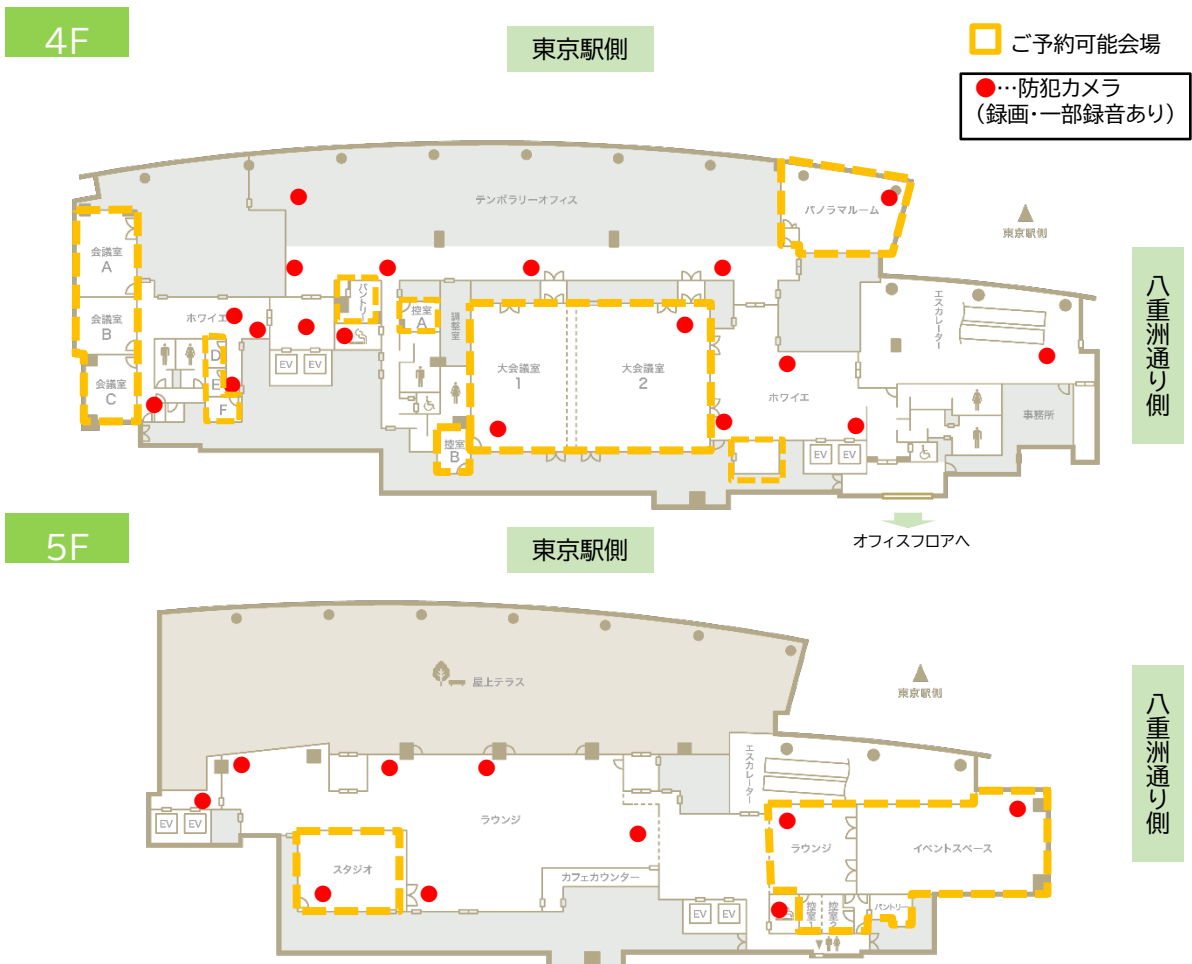 4F
東京駅側
ご予約可能会場
●…防犯カメラ
(録画・一部録音あり)
テンポラリーオフィス
パノラマルーム
東京駅側
八重洲通り側
会議室
A
会議室
B
会議室
C
ホワイエ
D
E
F
EV
EV
パントリー
控室
A
調整室
控室
B
大会議室
1
大会議室
2
ホワイエ
エスカレーター
事務所
EV
EV
オフィスフロアへ
5F
東京駅側
屋上テラス
東京駅側
八重洲通り側
エスカレーター
EV
EV
ラウンジ
スタジオ
カフェカウンター
ラウンジ
イベントスペース
EV
EV
控室1
控室2
パントリー